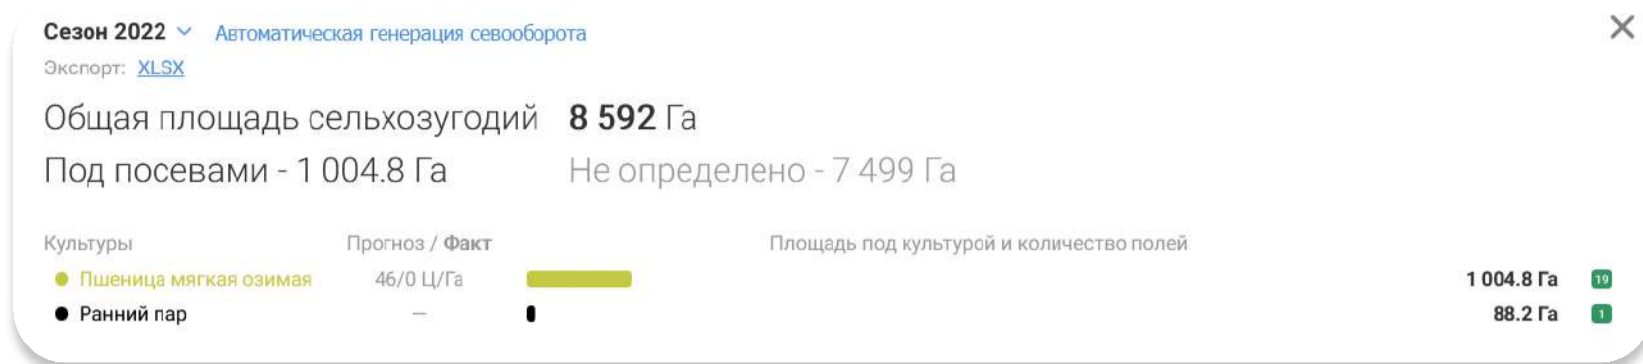 Сезон 2022 Автоматическая генерация севооборота
Экспорт: XLSX
Общая площадь сельхозугодий 8 592 Га
Под посевами - 1 004.8 Га Не определено - 7 499 Га
Культуры Прогноз / Факт Площадь под культурой и количество полей
Пшеница мягкая озимая 46/0 Ц/Га 1 004.8 Га 19
Ранний пар — 88.2 Га 1